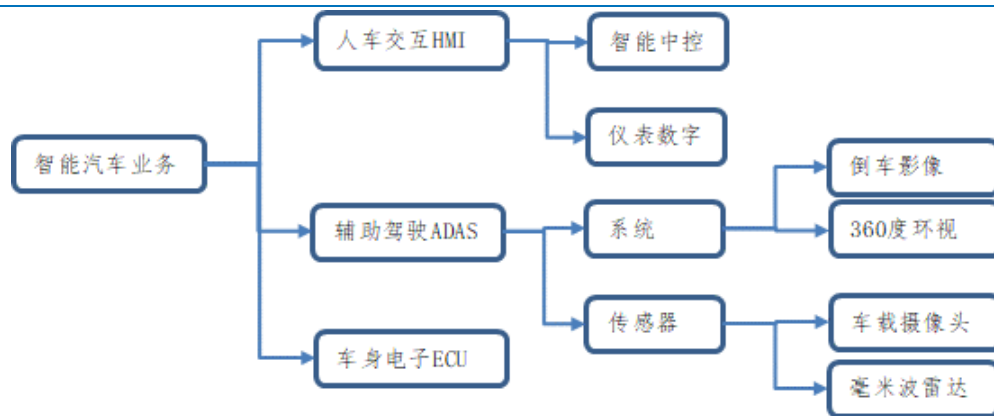 人车交互HMI
智能中控
仪表数字
智能汽车业务
倒车影像
辅助驾驶ADAS
系统
360度环视
传感器
车载摄像头
车身电子ECU
毫米波雷达